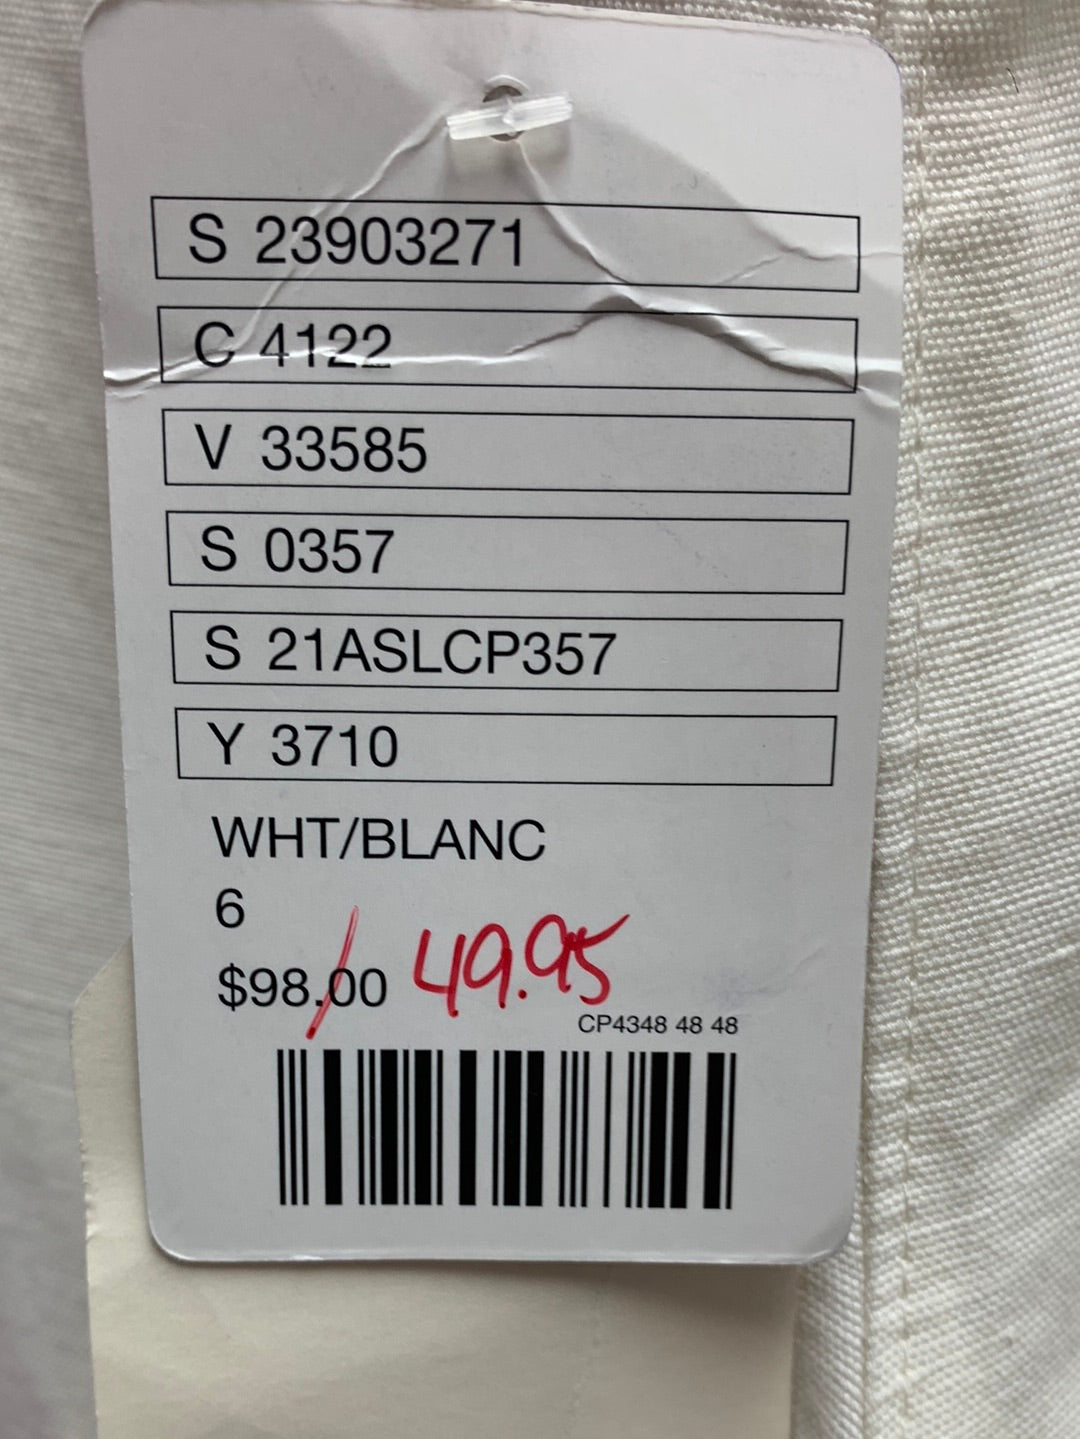 S 23903271
C 4122
V 33585
S 0357
S 21ASLCP357
Y 3710
WHT/BLANC
6
$98.00 49.95
CP4348 48 48